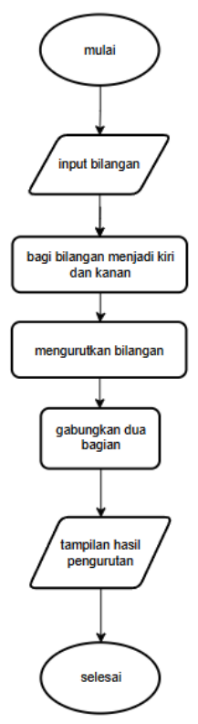 mulai
input bilangan
bagi bilangan menjadi kiri
dan kanan
mengurutkan bilangan
gabungkan dua
bagian
tampilan hasil
pengurutan
selesai